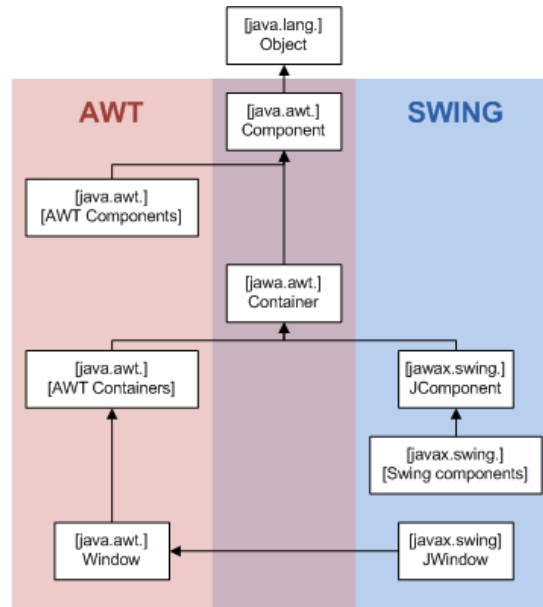 [java.lang.]
Object
AWT
SWING
[java.awt.]
Component
[java.awt.]
[AWT Components]
[jawa.awt.]
Container
[java.awt.]
[AWT Containers]
[jawax.swing.]
JComponent
[javax.swing.]
[Swing components]
[java.awt.]
Window
[javax.swing]
JWindow